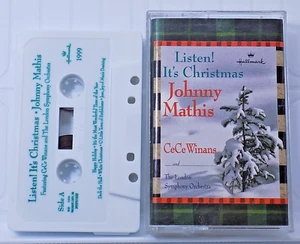 Hallmark
1999
Listen! It's Christmas • Johnny Mathis
Featuring CeCe Winans and The London Symphony Orchestra
Side A
Listen!
It's Christmas
Hallmark
Johnny
Mathis
CeCe Winans
and
The London
Symphony Orchestra